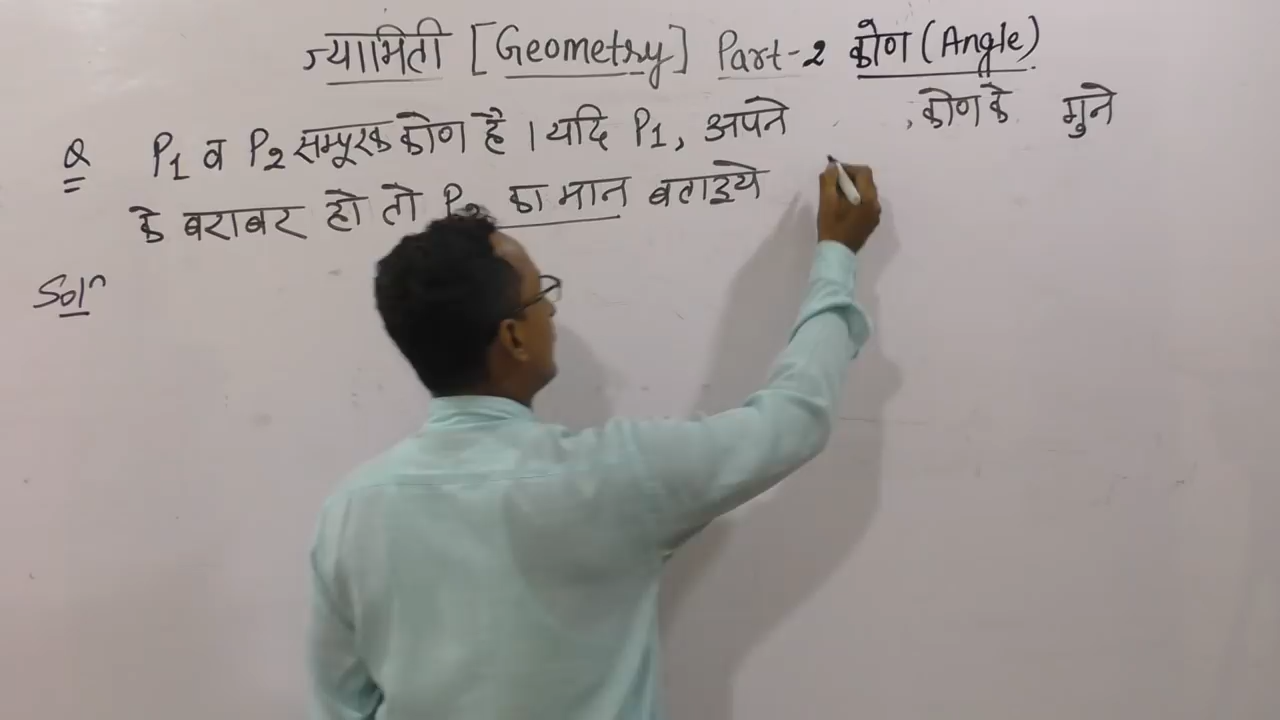 ज्यामिती [Geometry] Part-2 कोण (Angle)
Q P1 व P2 सम्पूरक कोण है । यदि P1, अपने , कोण के गुने
के बराबर हो तो P2 का मान बताइये
Solⁿ